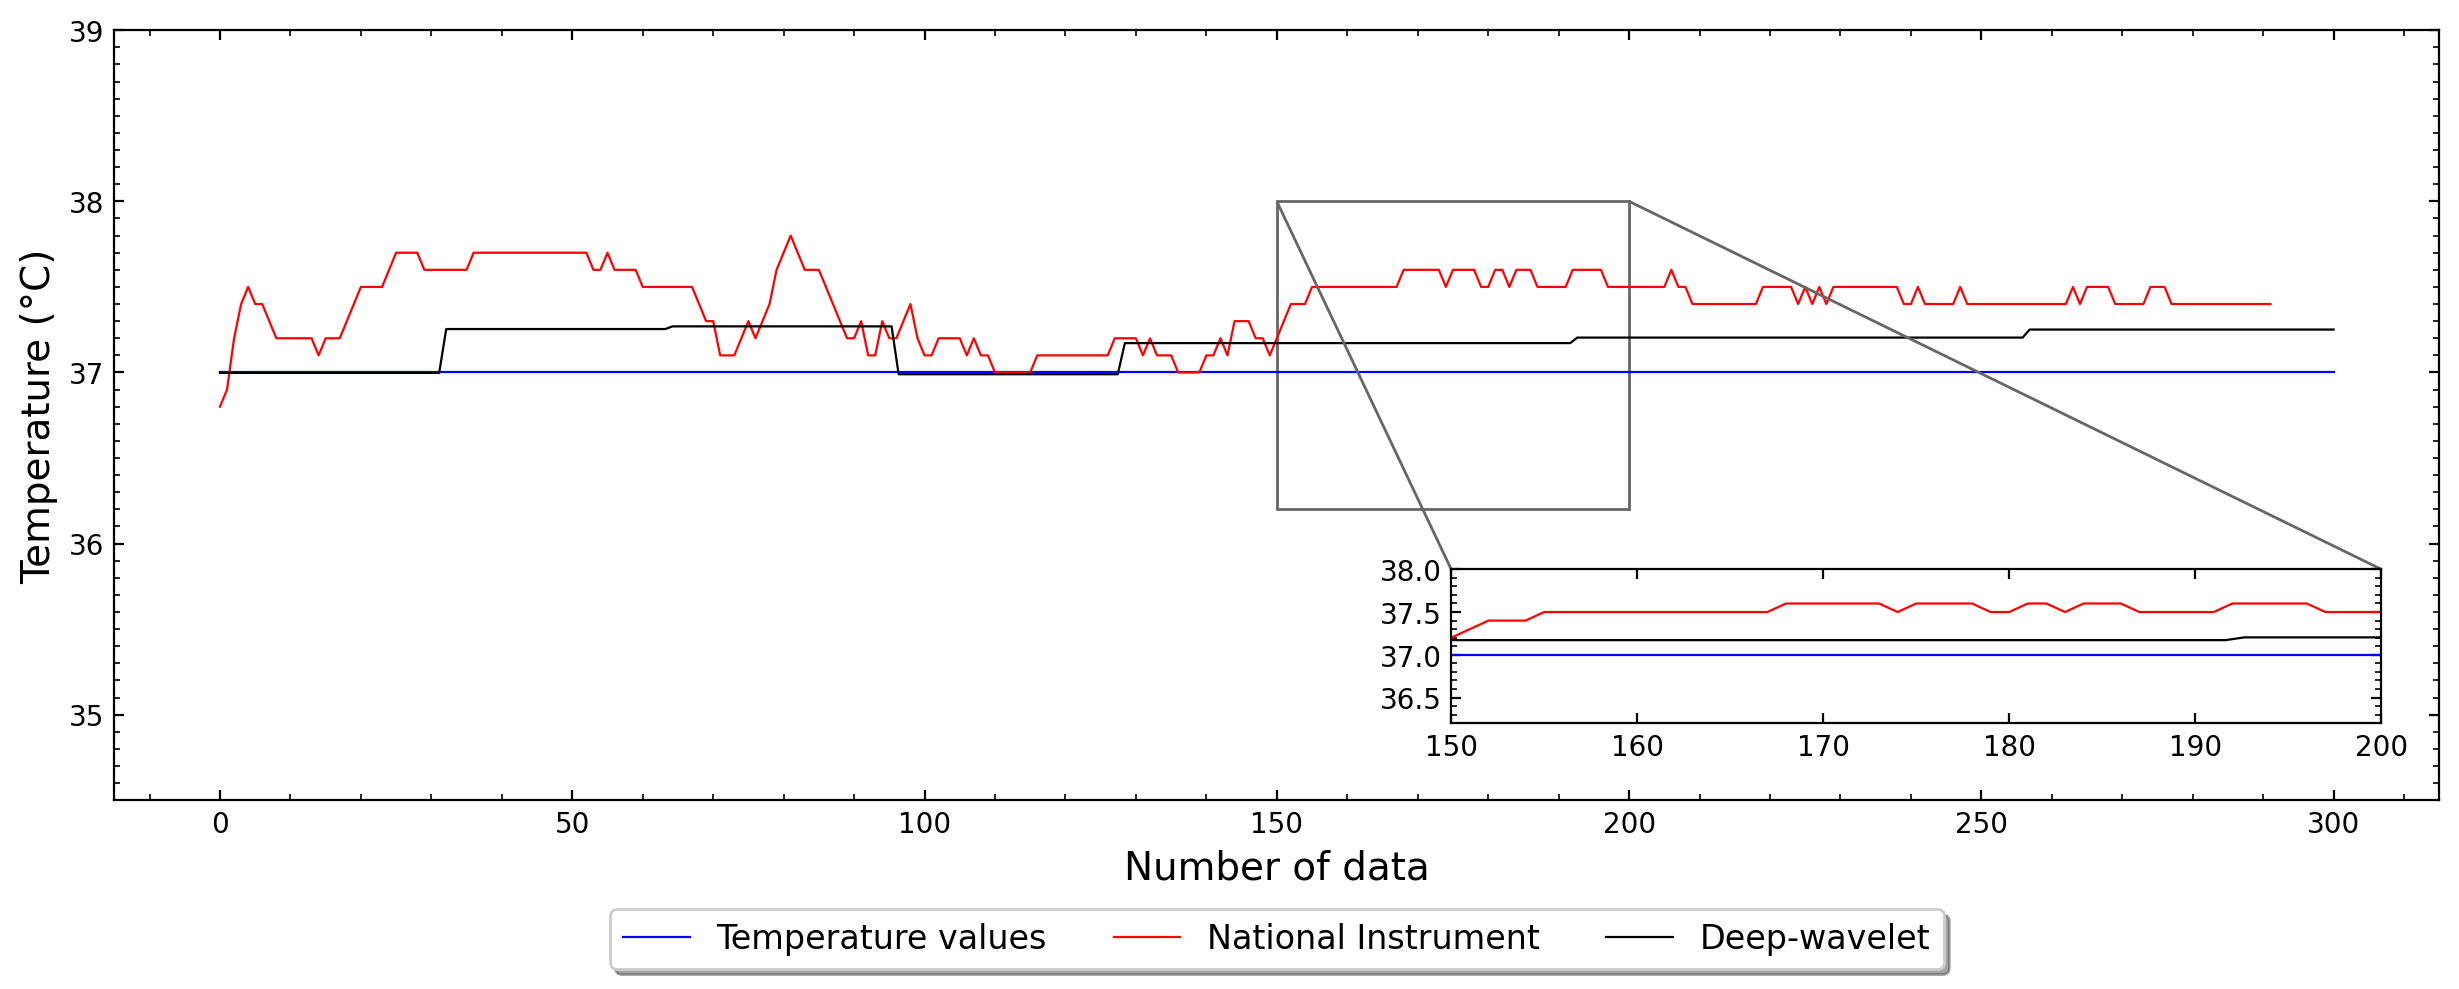 39
38
37
36
35
Temperature (°C)
38.0
37.5
37.0
36.5
150 160 170 180 190 200
0 50 100 150 200 250 300
Number of data
Temperature values National Instrument Deep-wavelet